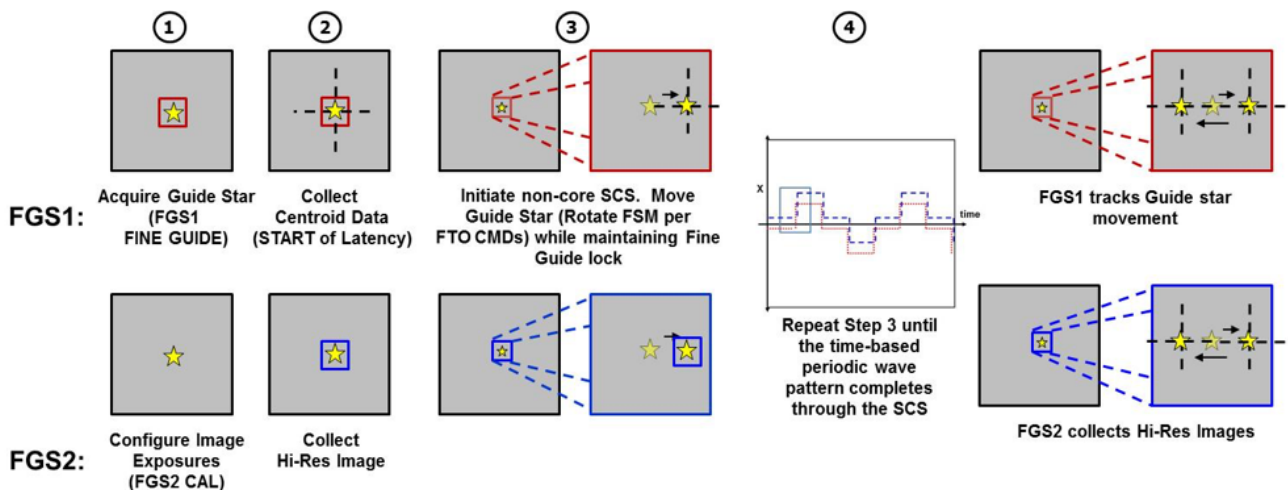 1
2
3
4
FGS1:
Acquire Guide Star
(FGS1
FINE GUIDE)
Collect
Centroid Data
(START of Latency)
Initiate non-core SCS. Move
Guide Star (Rotate FSM per
FTO CMDs) while maintaining Fine
Guide lock
X
time
Repeat Step 3 until
the time-based
periodic wave
pattern completes
through the SCS
FGS1 tracks Guide star
movement
FGS2:
Configure Image
Exposures
(FGS2 CAL)
Collect
Hi-Res Image
FGS2 collects Hi-Res Images